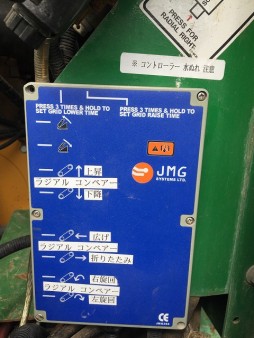 PRESS FOR
RADIAL RIGHT
※ コントローラー 水ぬれ 注意
PRESS 3 TIMES & HOLD TO
SET GRID LOWER TIME
PRESS 3 TIMES & HOLD TO
SET GRID RAISE TIME
JMG
SYSTEMS LTD.
上昇
ラジアル コンベアー
下降
広げ
ラジアル コンベアー
折りたたみ
右旋回
ラジアル コンベアー
左旋回
CE